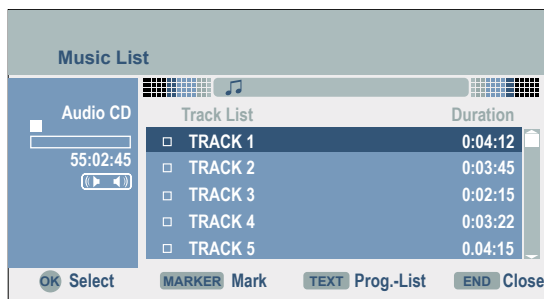 Music List
Audio CD
55:02:45
Track List Duration
TRACK 1 0:04:12
TRACK 2 0:03:45
TRACK 3 0:02:15
TRACK 4 0:03:22
TRACK 5 0.04:15
OK Select MARKER Mark TEXT Prog.-List END Close